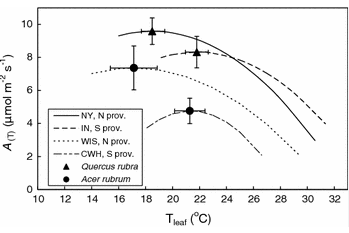 10
8
6
4
2
0
A(T) (µmol m⁻² s⁻¹)
NY, N prov.
IN, S prov.
WIS, N prov.
CWH, S prov.
Quercus rubra
Acer rubrum
10 12 14 16 18 20 22 24 26 28 30 32
Tleaf (°C)